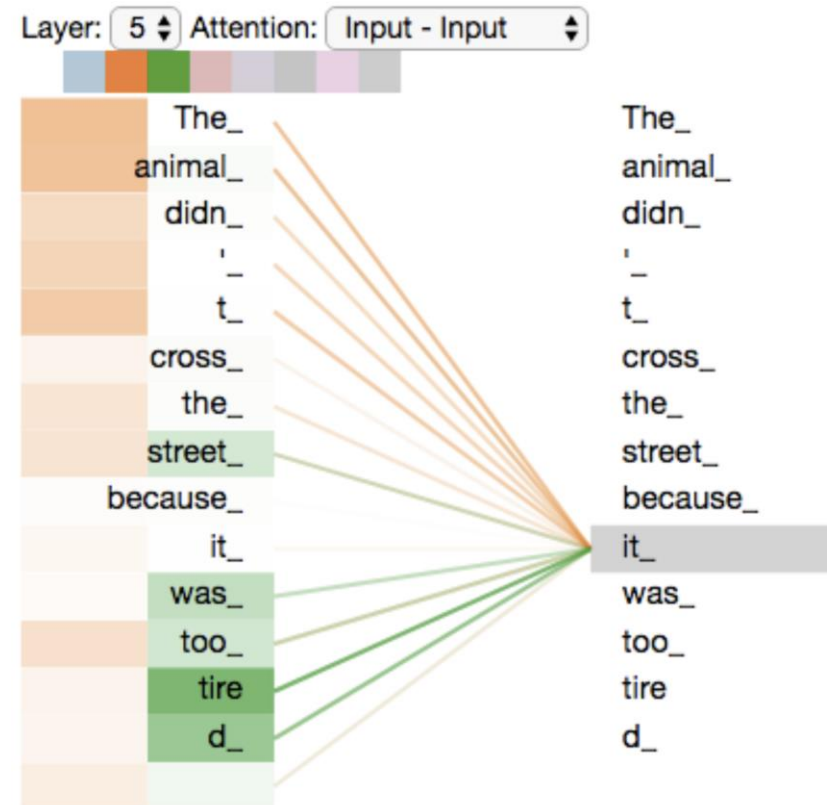 Layer: 5 Attention: Input - Input
The_ The_
animal_ animal_
didn_ didn_
'_ '_
t_ t_
cross_ cross_
the_ the_
street_ street_
because_ because_
it_ it_
was_ was_
too_ too_
tire tire
d_ d_